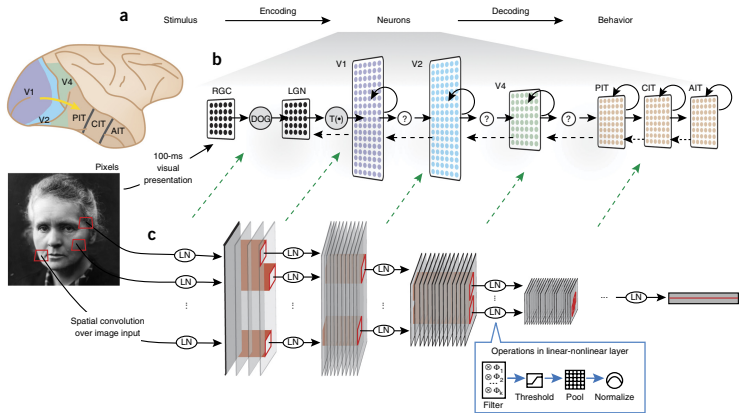 a
Stimulus
Encoding
Neurons
Decoding
Behavior
V1
V4
V2
PIT
CIT
AIT
b
RGC
DOG
LGN
T(•)
V1
?
V2
?
V4
?
PIT
CIT
AIT
100-ms
visual
presentation
Pixels
c
LN
LN
...
LN
LN
LN
...
LN
LN
...
LN
LN
...
LN
...
LN
Spatial convolution
over image input
Operations in linear-nonlinear layer
⊗ Φ1
⊗ Φ2
...
⊗ Φk
Filter
Threshold
Pool
Normalize